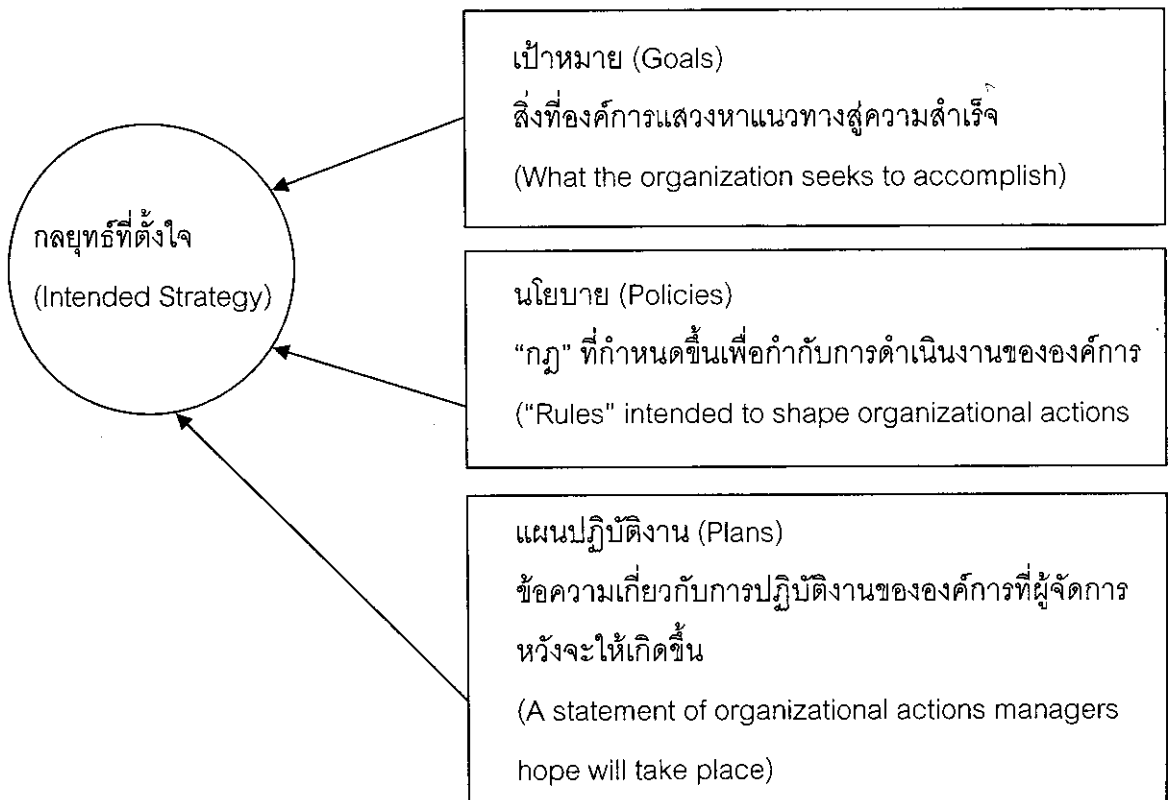 เป้าหมาย (Goals)
สิ่งที่องค์การแสวงหาแนวทางสู่ความสำเร็จ
(What the organization seeks to accomplish)
กลยุทธ์ที่ตั้งใจ
(Intended Strategy)
นโยบาย (Policies)
“กฎ” ที่กำหนดขึ้นเพื่อกำกับการดำเนินงานขององค์การ
(“Rules” intended to shape organizational actions
แผนปฏิบัติงาน (Plans)
ข้อความเกี่ยวกับการปฏิบัติงานขององค์การที่ผู้จัดการ
หวังจะให้เกิดขึ้น
(A statement of organizational actions managers
hope will take place)